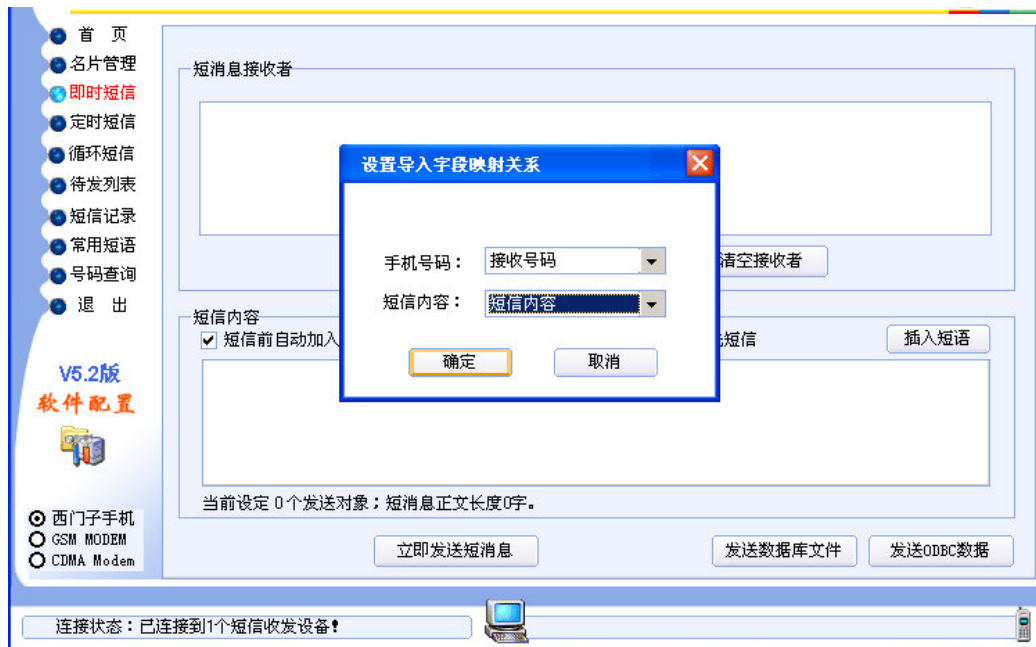 首 页
名片管理
即时短信
定时短信
循环短信
待发列表
短信记录
常用短语
号码查询
退 出
V5.2版
软件配置
西门子手机
GSM MODEM
CDMA Modem
短消息接收者
清空接收者
设置导入字段映射关系
手机号码： 接收号码
短信内容： 短信内容
确定 取消
短信内容
短信前自动加入
短信
插入短语
当前设定 0个发送对象；短消息正文长度0字。
立即发送短消息 发送数据库文件 发送ODBC数据
连接状态：已连接到1个短信收发设备！